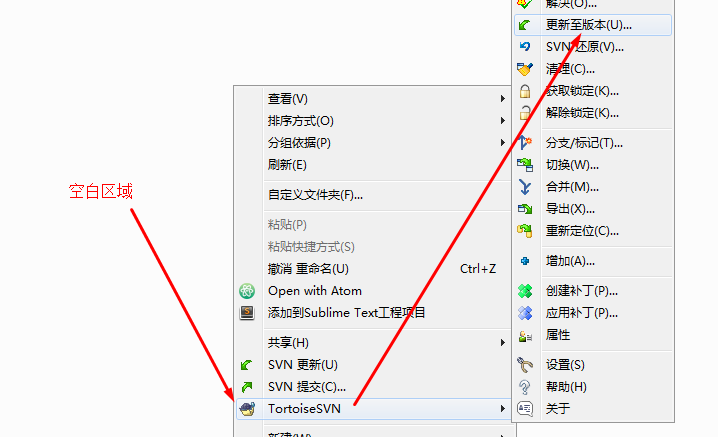 空白区域
查看(V)
排序方式(O)
分组依据(P)
刷新(E)
自定义文件夹(F)...
粘贴(P)
粘贴快捷方式(S)
撤消 重命名(U) Ctrl+Z
Open with Atom
添加到Sublime Text工程项目
共享(H)
SVN 更新(U)
SVN 提交(C)...
TortoiseSVN
新建(W)
解决(O)...
更新至版本(U)...
SVN 还原(V)...
清理(C)...
获取锁定(K)...
解除锁定(K)...
分支/标记(T)...
切换(W)...
合并(M)...
导出(X)...
重新定位(C)...
增加(A)...
创建补丁(P)...
应用补丁(P)...
属性
设置(S)
帮助(H)
关于